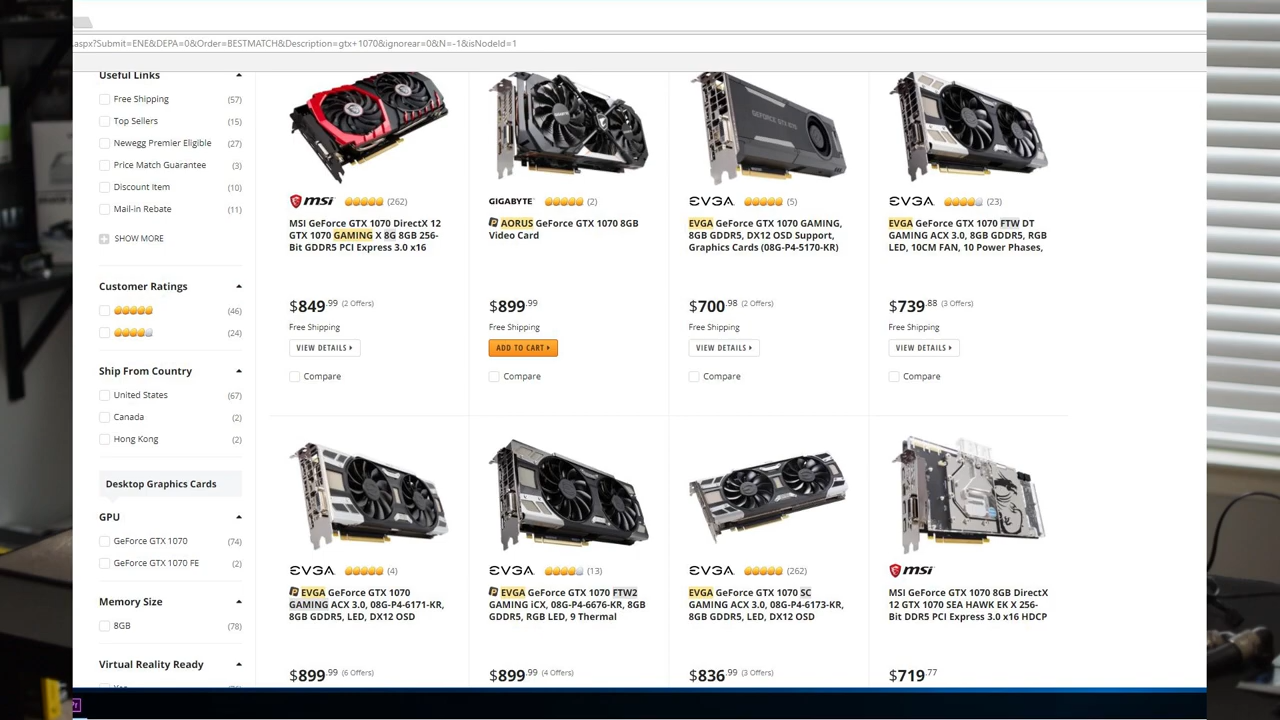 .aspx?Submit=ENE&DEPA=0&Order=BESTMATCH&Description=gtx+1070&ignorear=0&N=-1&isNodeId=1
Useful Links
Free Shipping (57)
Top Sellers (15)
Newegg Premier Eligible (27)
Price Match Guarantee (3)
Discount Item (10)
Mail-in Rebate (11)
SHOW MORE
Customer Ratings
(46)
(24)
Ship From Country
United States (67)
Canada (2)
Hong Kong (2)
Desktop Graphics Cards
GPU
GeForce GTX 1070 (74)
GeForce GTX 1070 FE (2)
Memory Size
8GB (78)
Virtual Reality Ready
msi (262)
MSI GeForce GTX 1070 DirectX 12
GTX 1070 GAMING X 8G 8GB 256-
Bit GDDR5 PCI Express 3.0 x16
$849.99 (2 Offers)
Free Shipping
VIEW DETAILS
Compare
GIGABYTE (2)
AORUS GeForce GTX 1070 8GB
Video Card
$899.99
Free Shipping
ADD TO CART
Compare
GEFORCE GTX 1070
EVGA (5)
EVGA GeForce GTX 1070 GAMING,
8GB GDDR5, DX12 OSD Support,
Graphics Cards (08G-P4-5170-KR)
$700.98 (2 Offers)
Free Shipping
VIEW DETAILS
Compare
EVGA (23)
EVGA GeForce GTX 1070 FTW DT
GAMING ACX 3.0, 8GB GDDR5, RGB
LED, 10CM FAN, 10 Power Phases,
$739.88 (3 Offers)
Free Shipping
VIEW DETAILS
Compare
EVGA (4)
EVGA GeForce GTX 1070
GAMING ACX 3.0, 08G-P4-6171-KR,
8GB GDDR5, LED, DX12 OSD
$899.99 (6 Offers)
EVGA (13)
EVGA GeForce GTX 1070 FTW2
GAMING iCX, 08G-P4-6676-KR, 8GB
GDDR5, RGB LED, 9 Thermal
$899.99 (4 Offers)
EVGA (262)
EVGA GeForce GTX 1070 SC
GAMING ACX 3.0, 08G-P4-6173-KR,
8GB GDDR5, LED, DX12 OSD
$836.99 (3 Offers)
msi
MSI GeForce GTX 1070 8GB DirectX
12 GTX 1070 SEA HAWK EK X 256-
Bit DDR5 PCI Express 3.0 x16 HDCP
$719.77
Pr